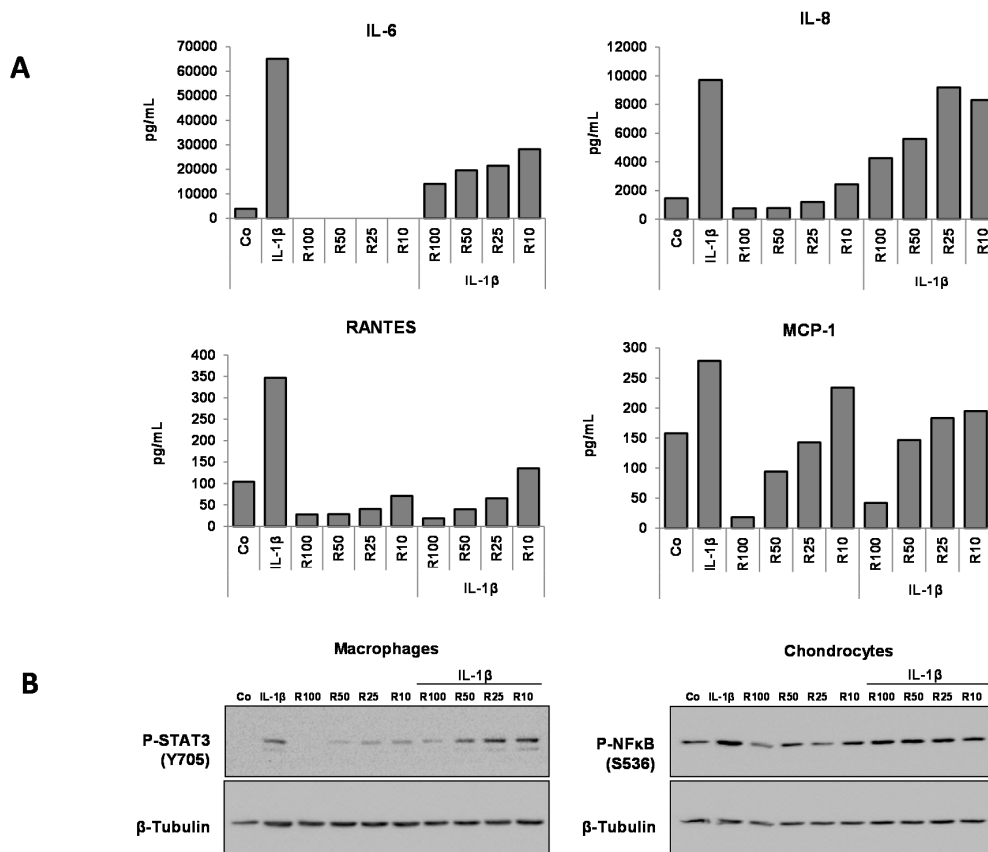 A
IL-6
pg/mL
70000
60000
50000
40000
30000
20000
10000
0
Co IL-1β R100 R50 R25 R10 R100 R50 R25 R10
IL-1β
IL-8
pg/mL
12000
10000
8000
6000
4000
2000
0
Co IL-1β R100 R50 R25 R10 R100 R50 R25 R10
IL-1β
RANTES
pg/mL
400
350
300
250
200
150
100
50
0
Co IL-1β R100 R50 R25 R10 R100 R50 R25 R10
IL-1β
MCP-1
pg/mL
300
250
200
150
100
50
0
Co IL-1β R100 R50 R25 R10 R100 R50 R25 R10
IL-1β
B
Macrophages
IL-1β
Co IL-1β R100 R50 R25 R10 R100 R50 R25 R10
P-STAT3
(Y705)
β-Tubulin
Chondrocytes
IL-1β
Co IL-1β R100 R50 R25 R10 R100 R50 R25 R10
P-NFκB
(S536)
β-Tubulin